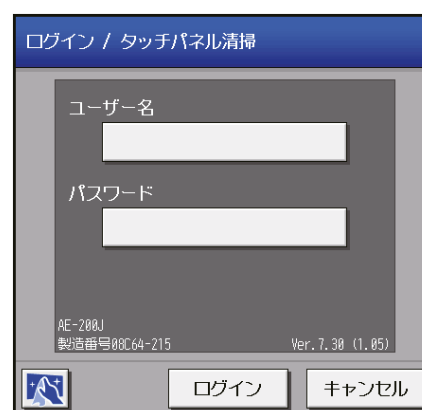 ログイン / タッチパネル清掃
ユーザー名
パスワード
AE-200J
製造番号08C64-215 Ver.7.30 (1.05)
ログイン キャンセル